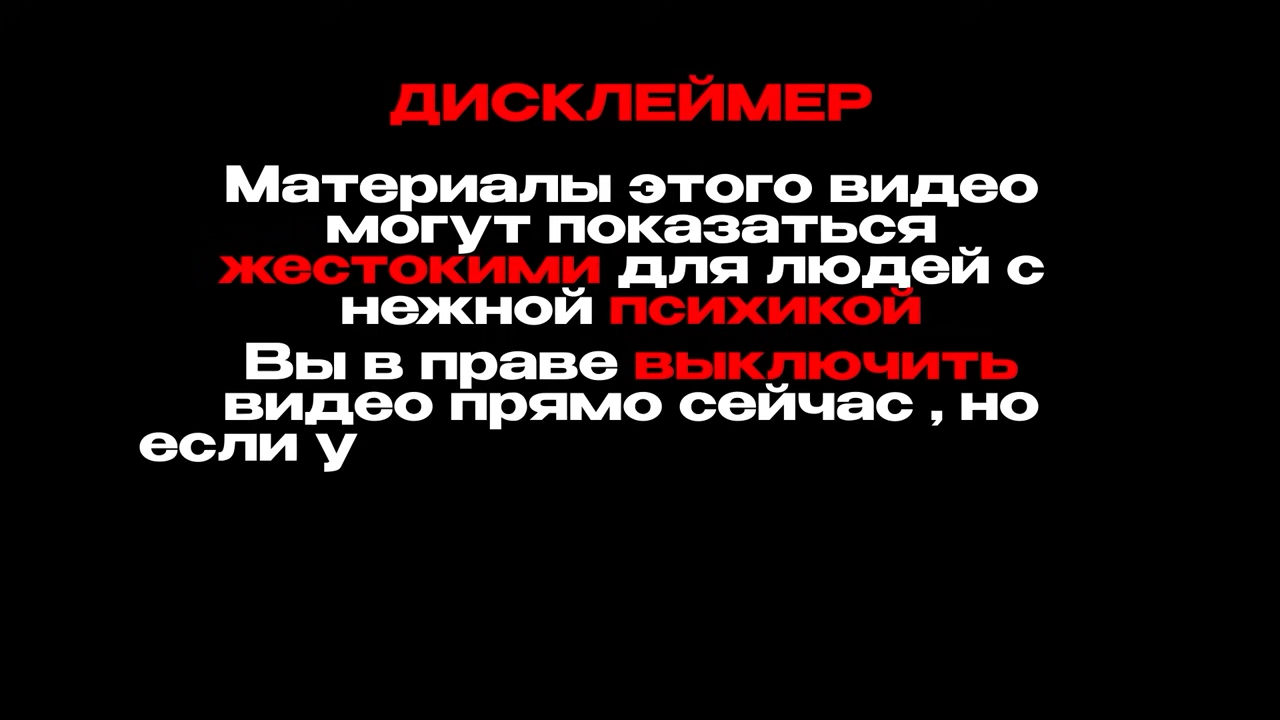 ДИСКЛЕЙМЕР
Материалы этого видео
могут показаться
жестокими для людей с
нежной психикой
Вы в праве выключить
видео прямо сейчас , но
если у